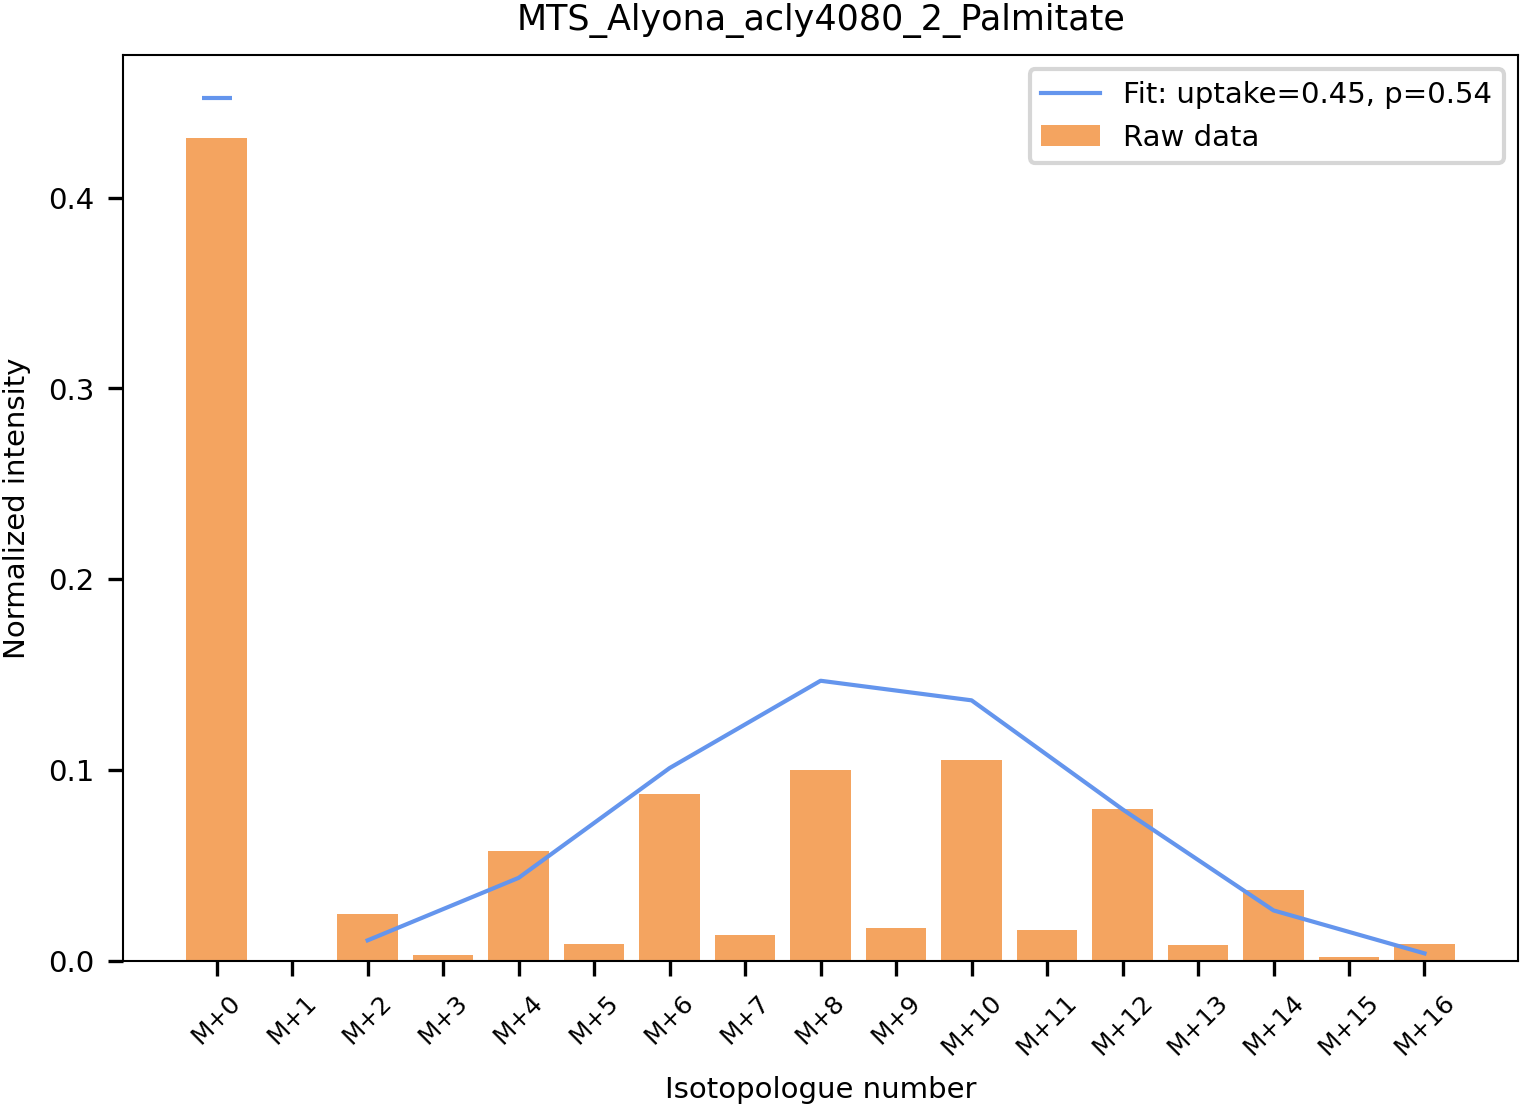 MTS_Alyona_acly4080_2_Palmitate
Fit: uptake=0.45, p=0.54
Raw data
Normalized intensity
0.4
0.3
0.2
0.1
0.0
M+0
M+1
M+2
M+3
M+4
M+5
M+6
M+7
M+8
M+9
M+10
M+11
M+12
M+13
M+14
M+15
M+16
Isotopologue number